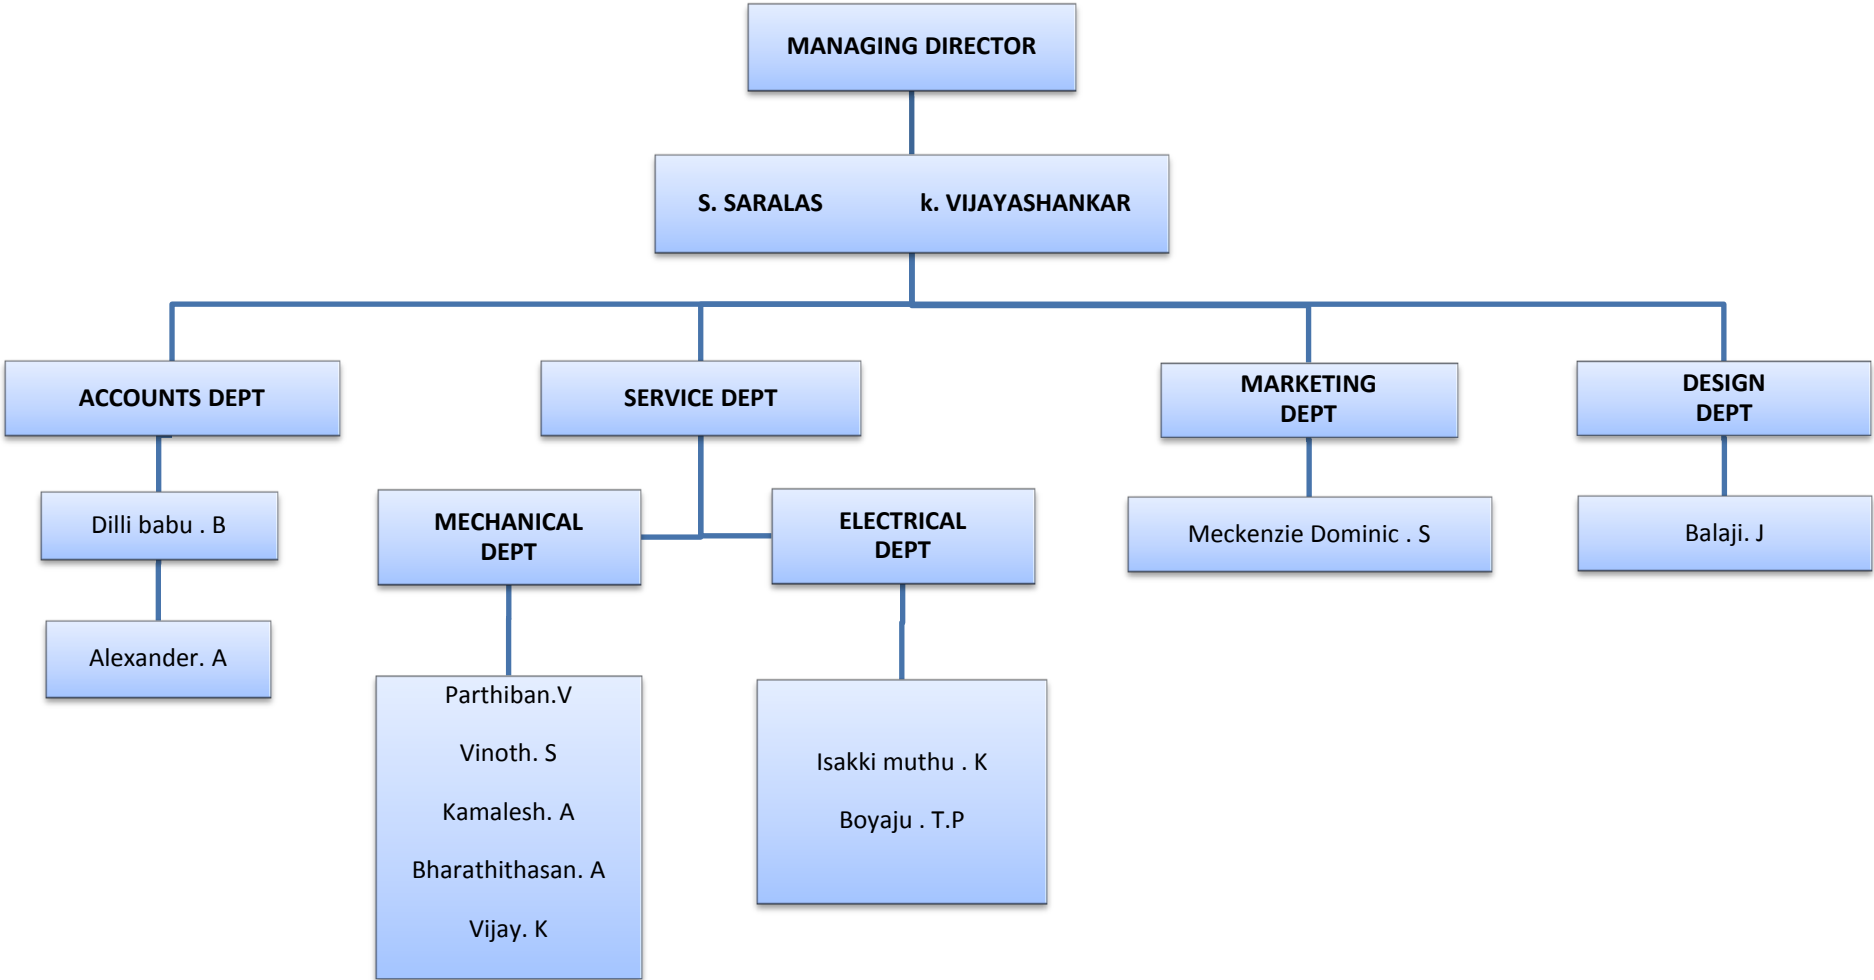 MANAGING DIRECTOR
S. SARALAS k. VIJAYASHANKAR
ACCOUNTS DEPT
SERVICE DEPT
MARKETING
DEPT
DESIGN
DEPT
Dilli babu . B
MECHANICAL
DEPT
ELECTRICAL
DEPT
Meckenzie Dominic . S
Balaji. J
Alexander. A
Parthiban.V
Vinoth. S
Kamalesh. A
Bharathithasan. A
Vijay. K
Isakki muthu . K
Boyaju . T.P